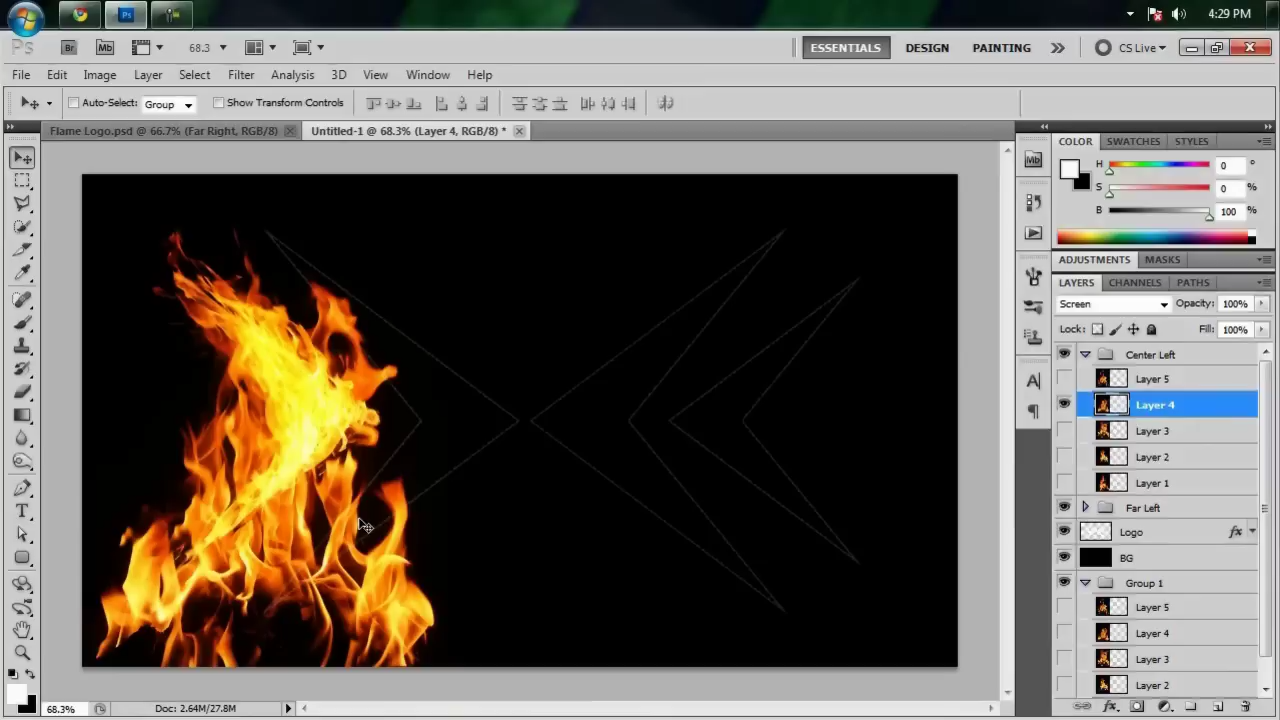 4:29 PM
Ps Br Mb 68.3 ESSENTIALS DESIGN PAINTING CS Live
File Edit Image Layer Select Filter Analysis 3D View Window Help
Auto-Select: Group Show Transform Controls
Flame Logo.psd @ 66.7% (Far Right, RGB/8) Untitled-1 @ 68.3% (Layer 4, RGB/8) *
COLOR SWATCHES STYLES
H 0 °
S 0 %
B 100 %
ADJUSTMENTS MASKS
LAYERS CHANNELS PATHS
Screen Opacity: 100%
Lock: Fill: 100%
Center Left
Layer 5
Layer 4
Layer 3
Layer 2
Layer 1
Far Left
Logo fx
BG
Group 1
Layer 5
Layer 4
Layer 3
Layer 2
68.3% Doc: 2.64M/27.8M